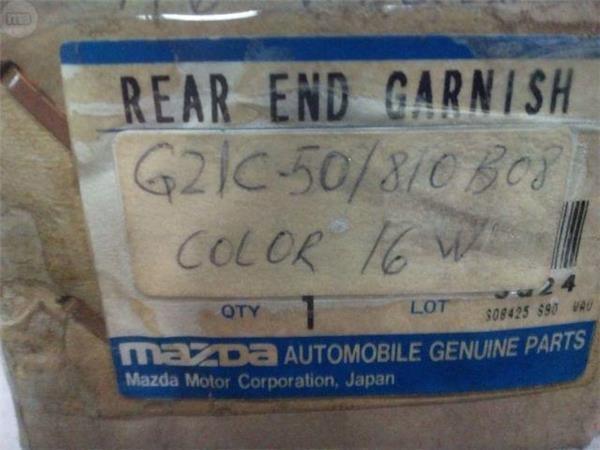 REAR END GARNISH
G21C-50/810B08
COLOR 16 W
QTY 1 LOT
S08425 S90
mazda AUTOMOBILE GENUINE PARTS
Mazda Motor Corporation, Japan